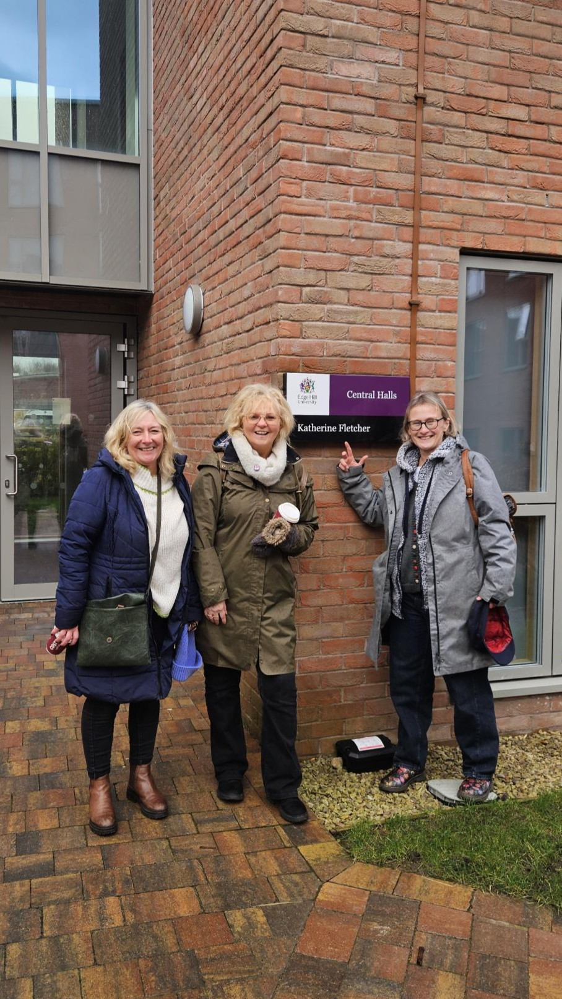 Edge Hill
University
Central Halls
Katherine Fletcher